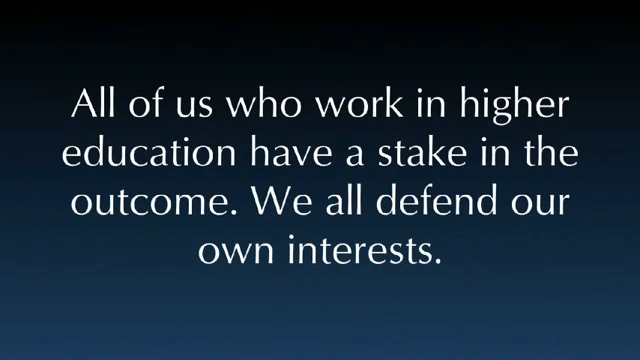 All of us who work in higher
education have a stake in the
outcome. We all defend our
own interests.